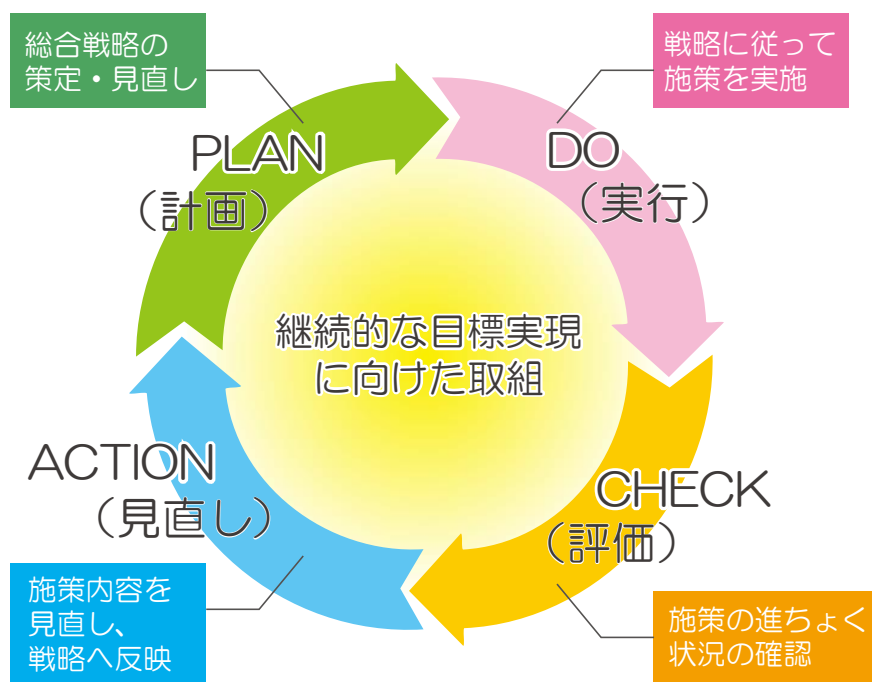 総合戦略の
策定・見直し
戦略に従って
施策を実施
PLAN
（計画）
DO
（実行）
継続的な目標実現
に向けた取組
ACTION
（見直し）
CHECK
（評価）
施策内容を
見直し、
戦略へ反映
施策の進ちょく
状況の確認